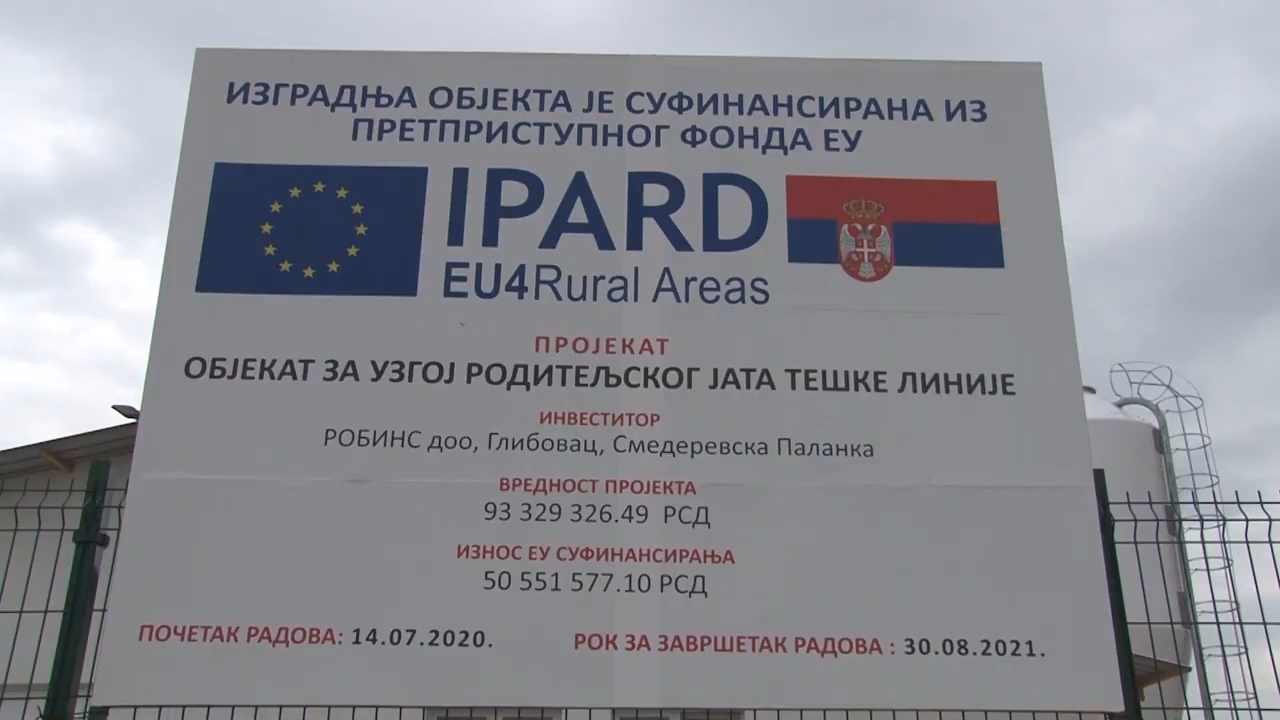 ИЗГРАДЊА ОБЈЕКТА ЈЕ СУФИНАНСИРАНА ИЗ
ПРЕТПРИСТУПНОГ ФОНДА ЕУ
IPARD
EU4Rural Areas
ПРОЈЕКАТ
ОБЈЕКАТ ЗА УЗГОЈ РОДИТЕЉСКОГ ЈАТА ТЕШКЕ ЛИНИЈЕ
ИНВЕСТИТОР
РОБИНС доо, Глибовац, Смедеревска Паланка
ВРЕДНОСТ ПРОЈЕКТА
93 329 326.49 РСД
ИЗНОС ЕУ СУФИНАНСИРАЊА
50 551 577.10 РСД
ПОЧЕТАК РАДОВА: 14.07.2020. РОК ЗА ЗАВРШЕТАК РАДОВА : 30.08.2021.